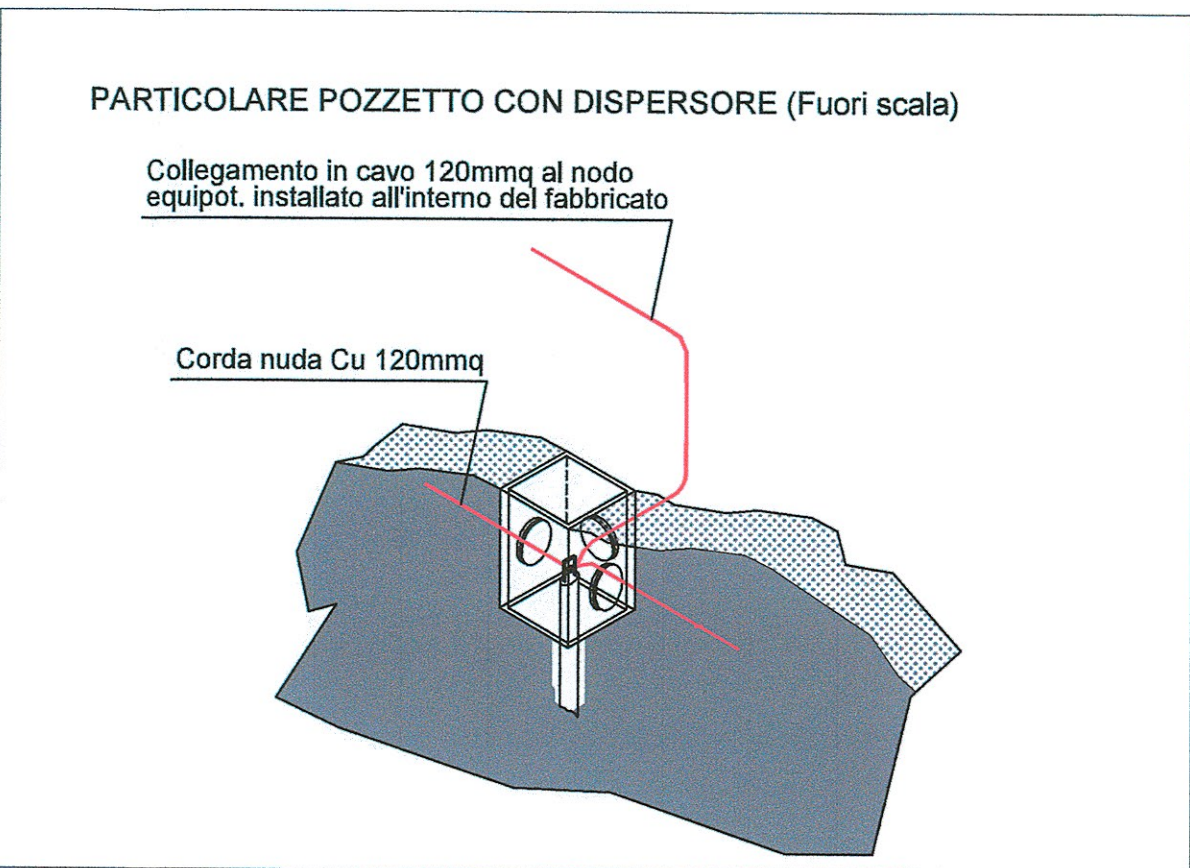 PARTICOLARE POZZETTO CON DISPERSORE (Fuori scala)
Collegamento in cavo 120mmq al nodo
equipot. installato all'interno del fabbricato
Corda nuda Cu 120mmq